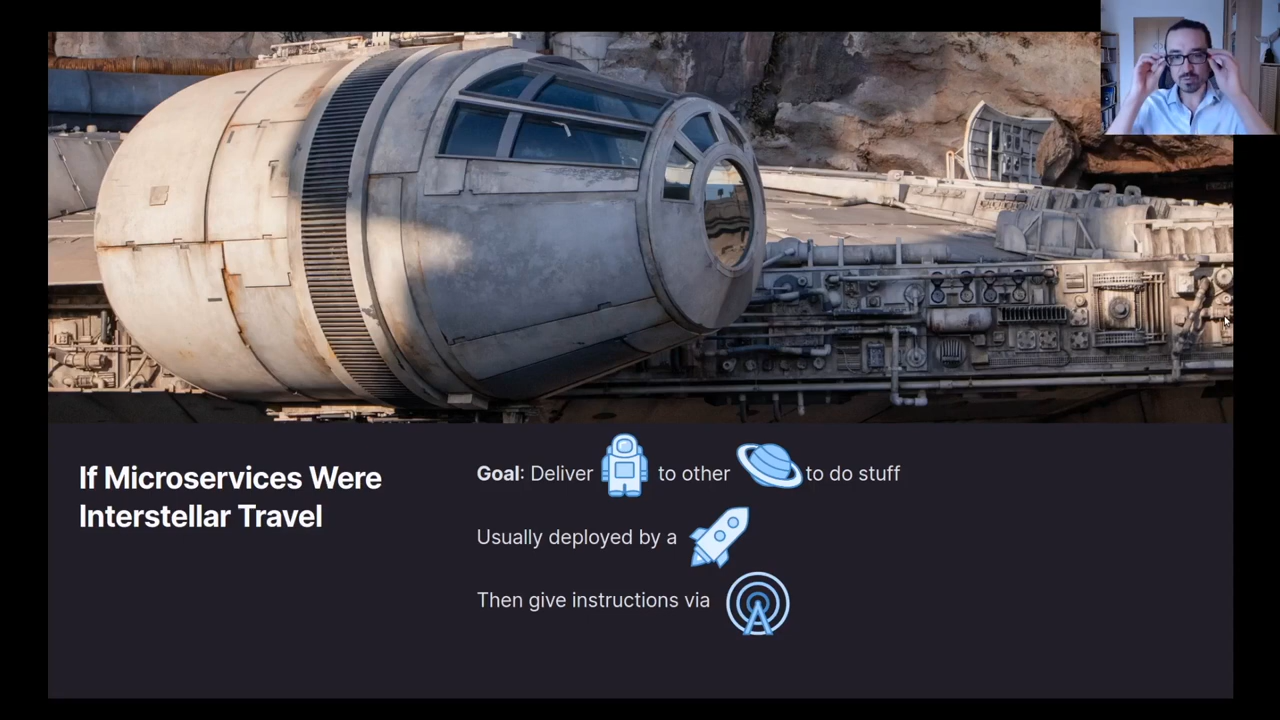 If Microservices Were
Interstellar Travel
Goal: Deliver to other to do stuff
Usually deployed by a
Then give instructions via